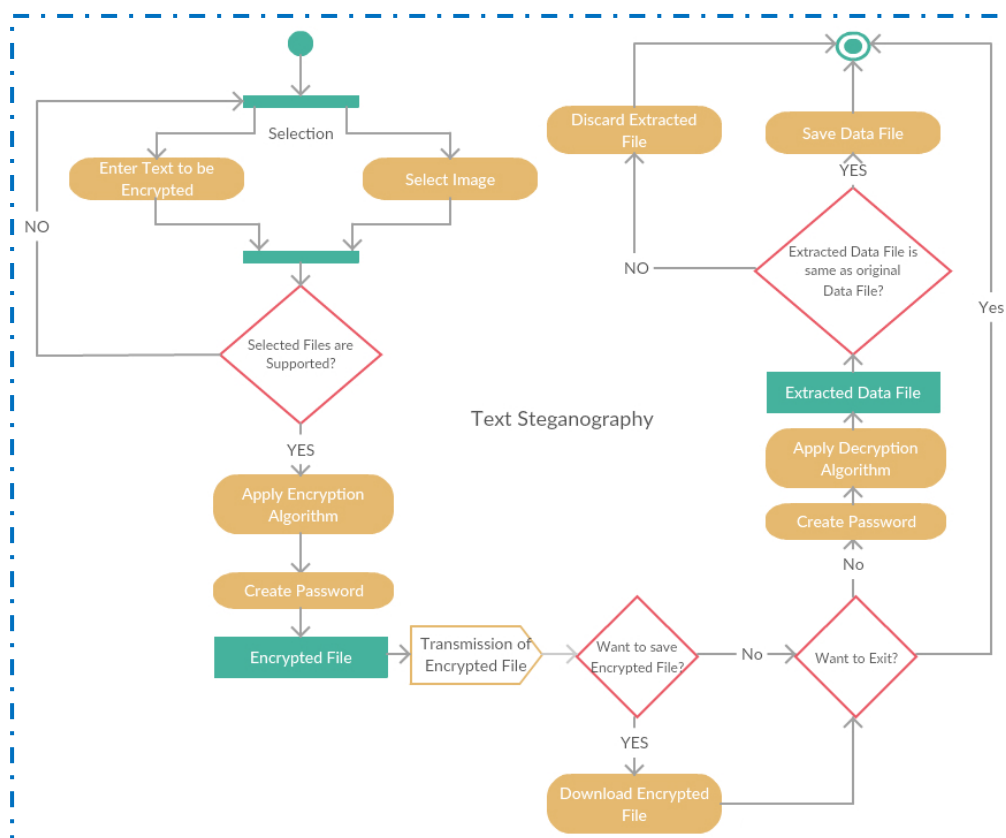 Selection
Enter Text to be
Encrypted
Select Image
NO
Selected Files are
Supported?
YES
Apply Encryption
Algorithm
Create Password
Encrypted File
Transmission of
Encrypted File
Want to save
Encrypted File?
No
YES
Download Encrypted
File
Want to Exit?
Yes
No
Create Password
Apply Decryption
Algorithm
Extracted Data File
Extracted Data File is
same as original
Data File?
NO
Discard Extracted
File
YES
Save Data File
Text Steganography